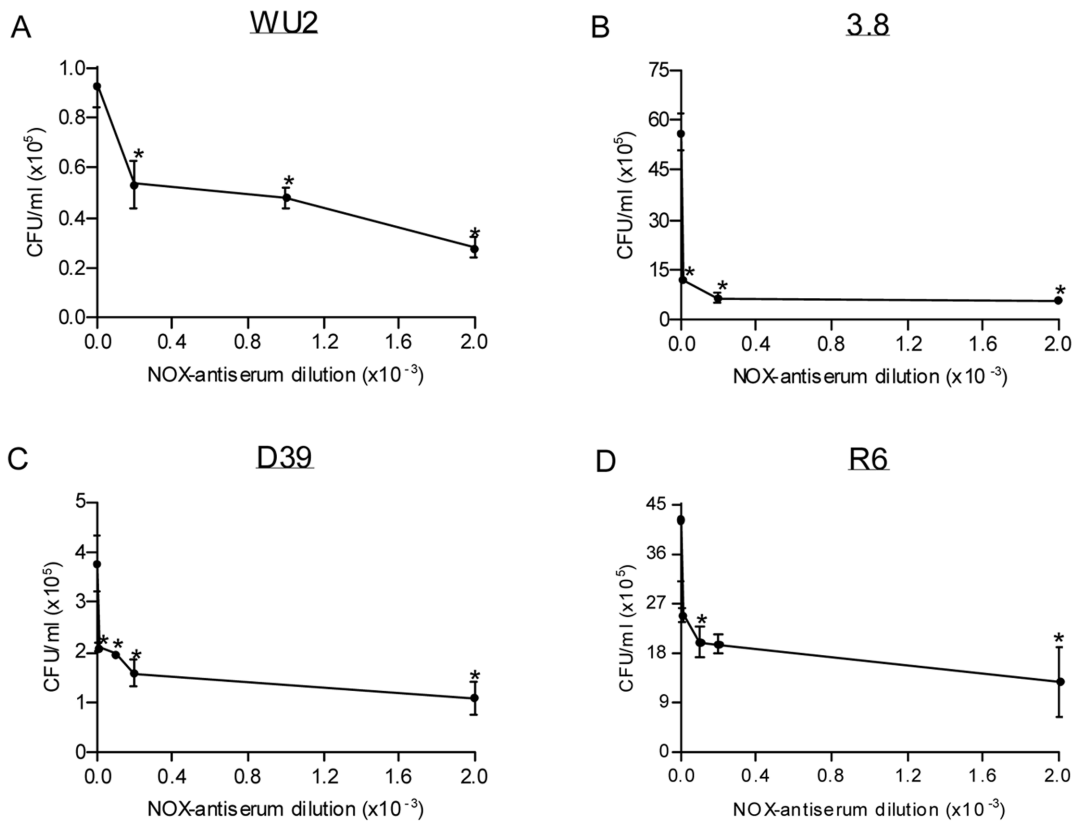 A
WU2
CFU/ml (x10⁵)
1.0
0.8
0.6
0.4
0.2
0.0
*
*
*
0.0 0.4 0.8 1.2 1.6 2.0
NOX-antiserum dilution (x10⁻³)
B
3.8
CFU/ml (x10⁵)
75
60
45
30
15
0
*
*
*
0.0 0.4 0.8 1.2 1.6 2.0
NOX-antiserum dilution (x10⁻³)
C
D39
CFU/ml (x10⁵)
5
4
3
2
1
0
* * *
*
0.0 0.4 0.8 1.2 1.6 2.0
NOX-antiserum dilution (x10⁻³)
D
R6
CFU/ml (x10⁵)
45
36
27
18
9
0
*
*
0.0 0.4 0.8 1.2 1.6 2.0
NOX-antiserum dilution (x10⁻³)